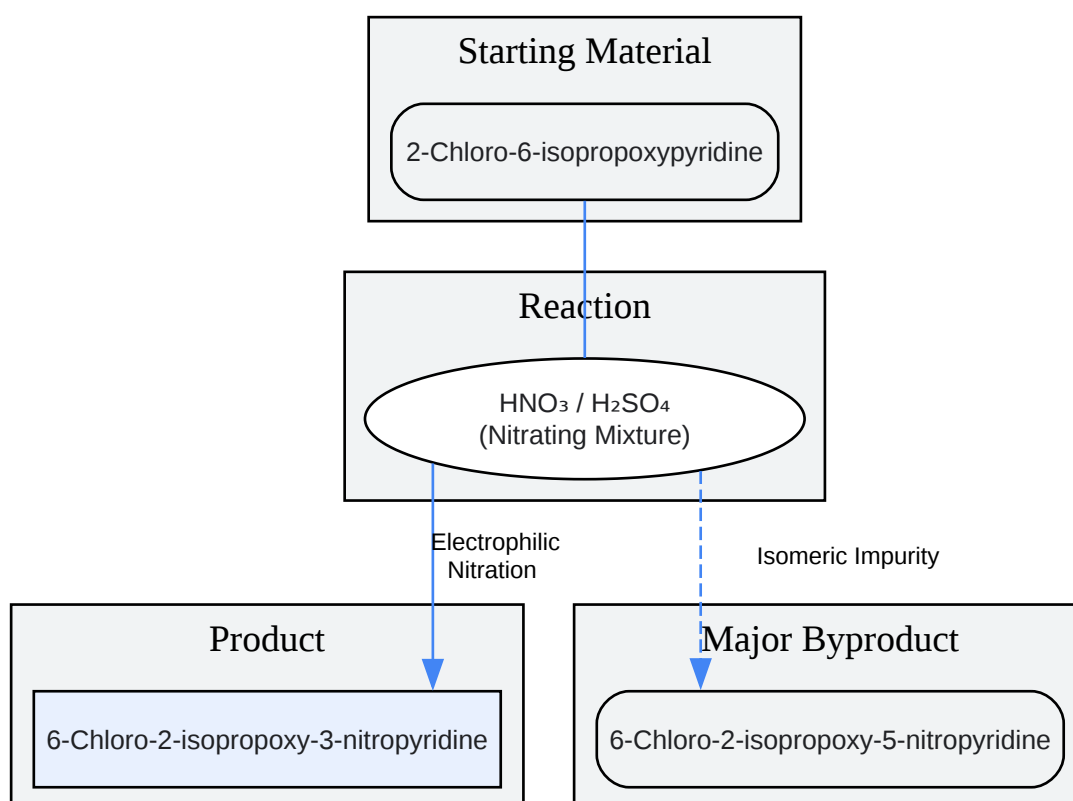 Starting Material
2-Chloro-6-isopropoxypyridine
Reaction
HNO₃ / H₂SO₄
(Nitrating Mixture)
Electrophilic
Nitration
Isomeric Impurity
Product
6-Chloro-2-isopropoxy-3-nitropyridine
Major Byproduct
6-Chloro-2-isopropoxy-5-nitropyridine